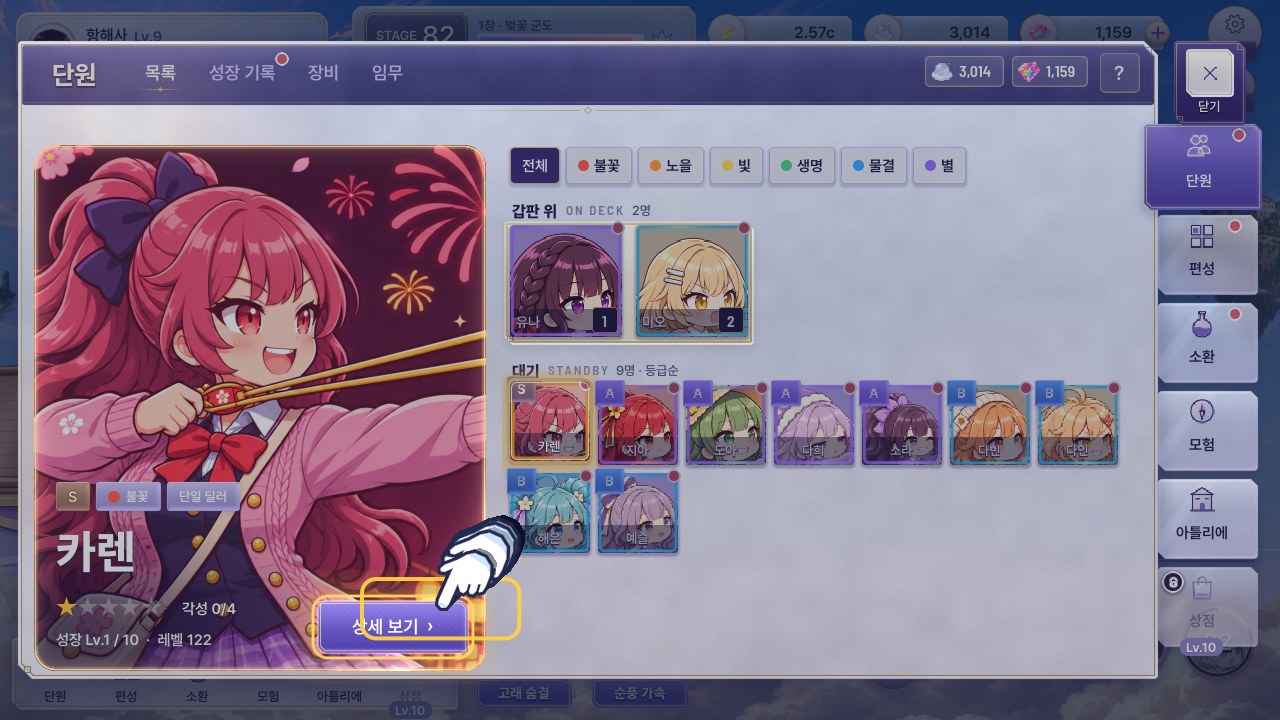 항해사 Lv.9
STAGE 82
1장 · 벚꽃 군도
2.57c
3,014
1,159
단원
목록
성장 기록
장비
임무
3,014
1,159
?
닫기
전체
불꽃
노을
빛
생명
물결
별
갑판 위 ON DECK 2명
유나 1
미오 2
대기 STANDBY 9명 · 등급순
S
카렌
A
지아
A
도아
A
다희
A
소라
B
B
다인
B
해은
B
예슬
S
불꽃
단일 딜러
카렌
각성 0/4
성장 Lv.1 / 10 · 레벨 122
상세 보기 ›
단원
편성
소환
모험
아틀리에
상점
Lv.10
단원
편성
소환
모험
아틀리에
상점
Lv.10
고래 숨결
순풍 가속